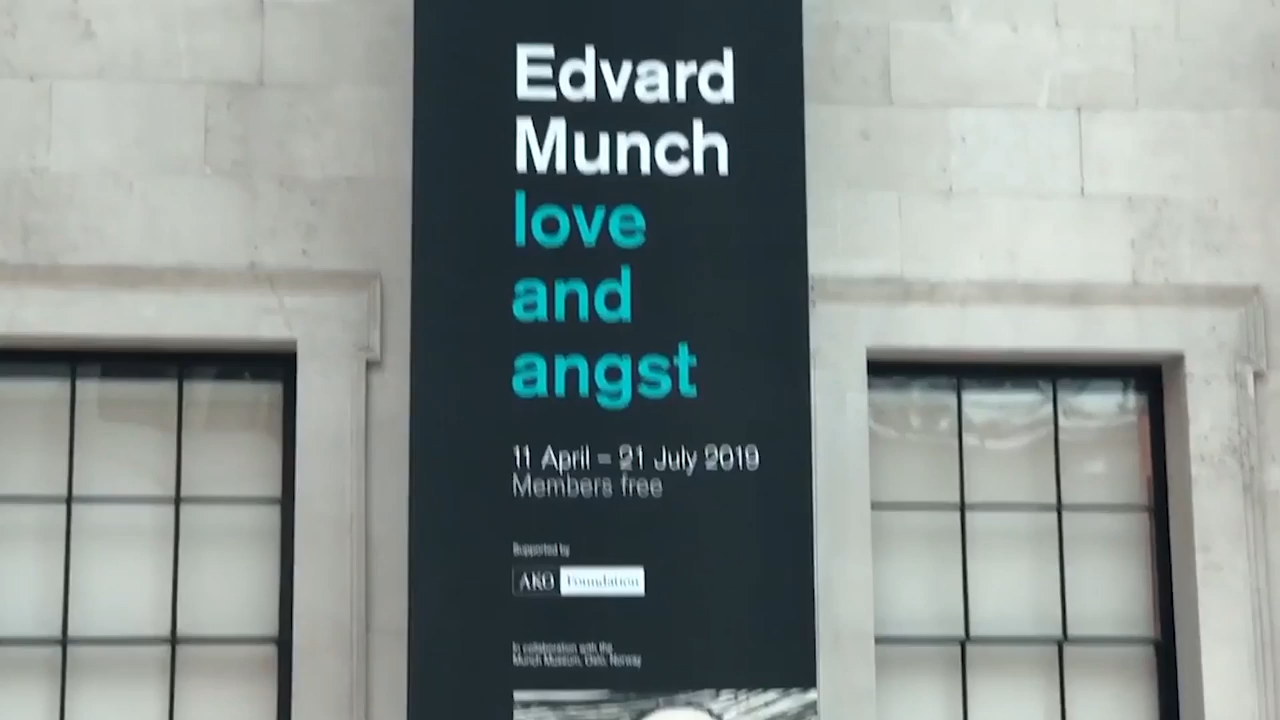 Edvard
Munch
love
and
angst
11 April – 21 July 2019
Members free
Supported by
AKO Foundation
In collaboration with the
Munch Museum, Oslo, Norway